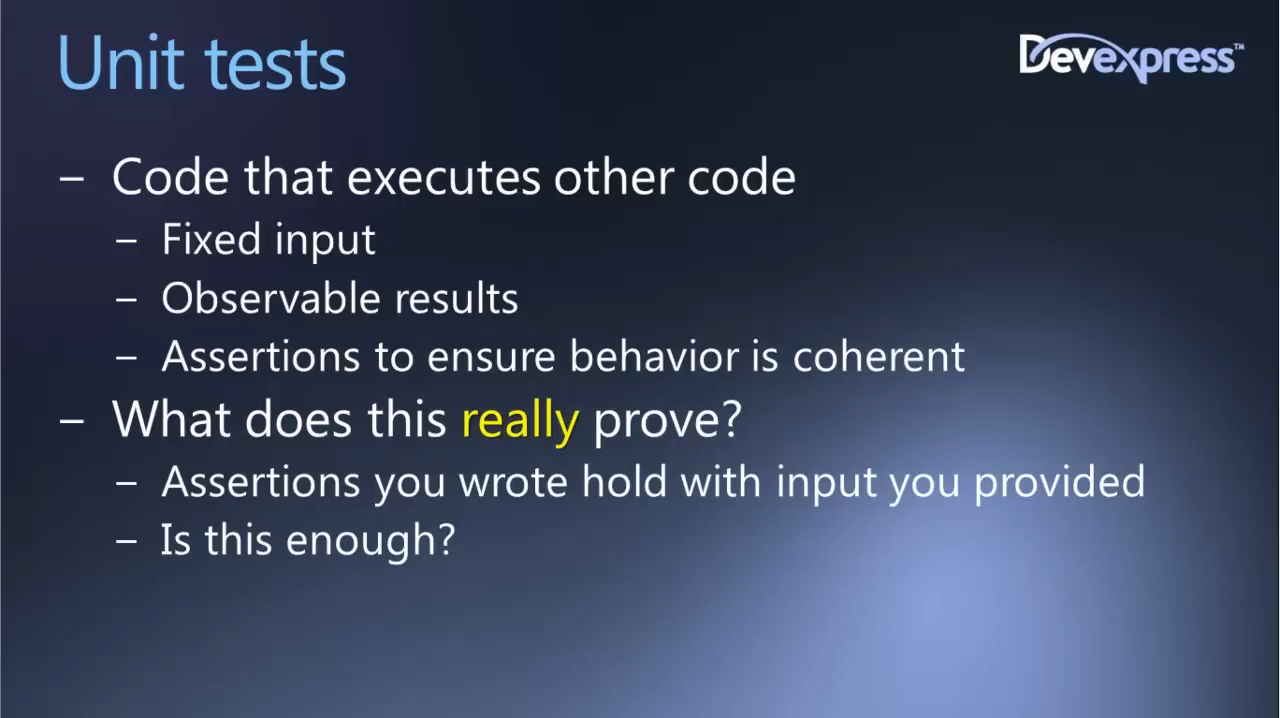 Unit tests
DevExpress™
– Code that executes other code
– Fixed input
– Observable results
– Assertions to ensure behavior is coherent
– What does this really prove?
– Assertions you wrote hold with input you provided
– Is this enough?